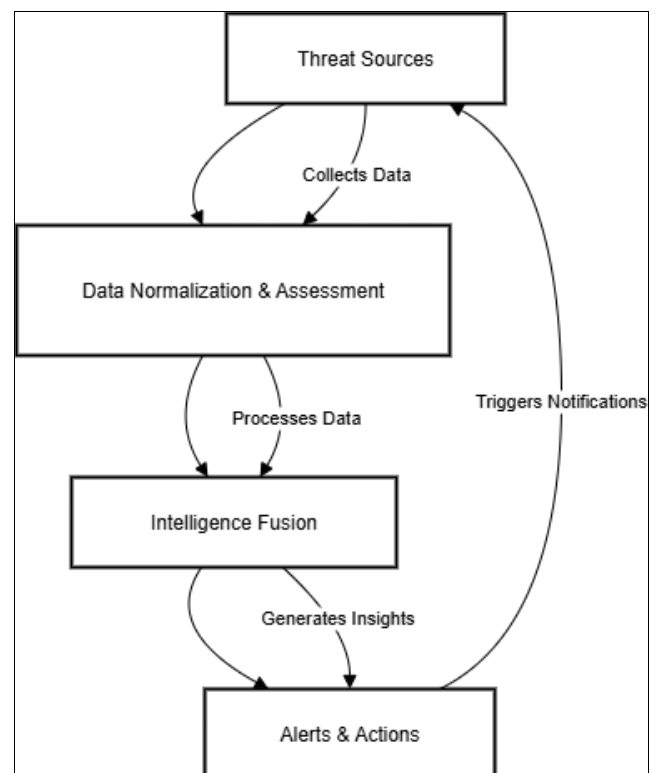 Threat Sources
Collects Data
Data Normalization & Assessment
Triggers Notifications
Processes Data
Intelligence Fusion
Generates Insights
Alerts & Actions